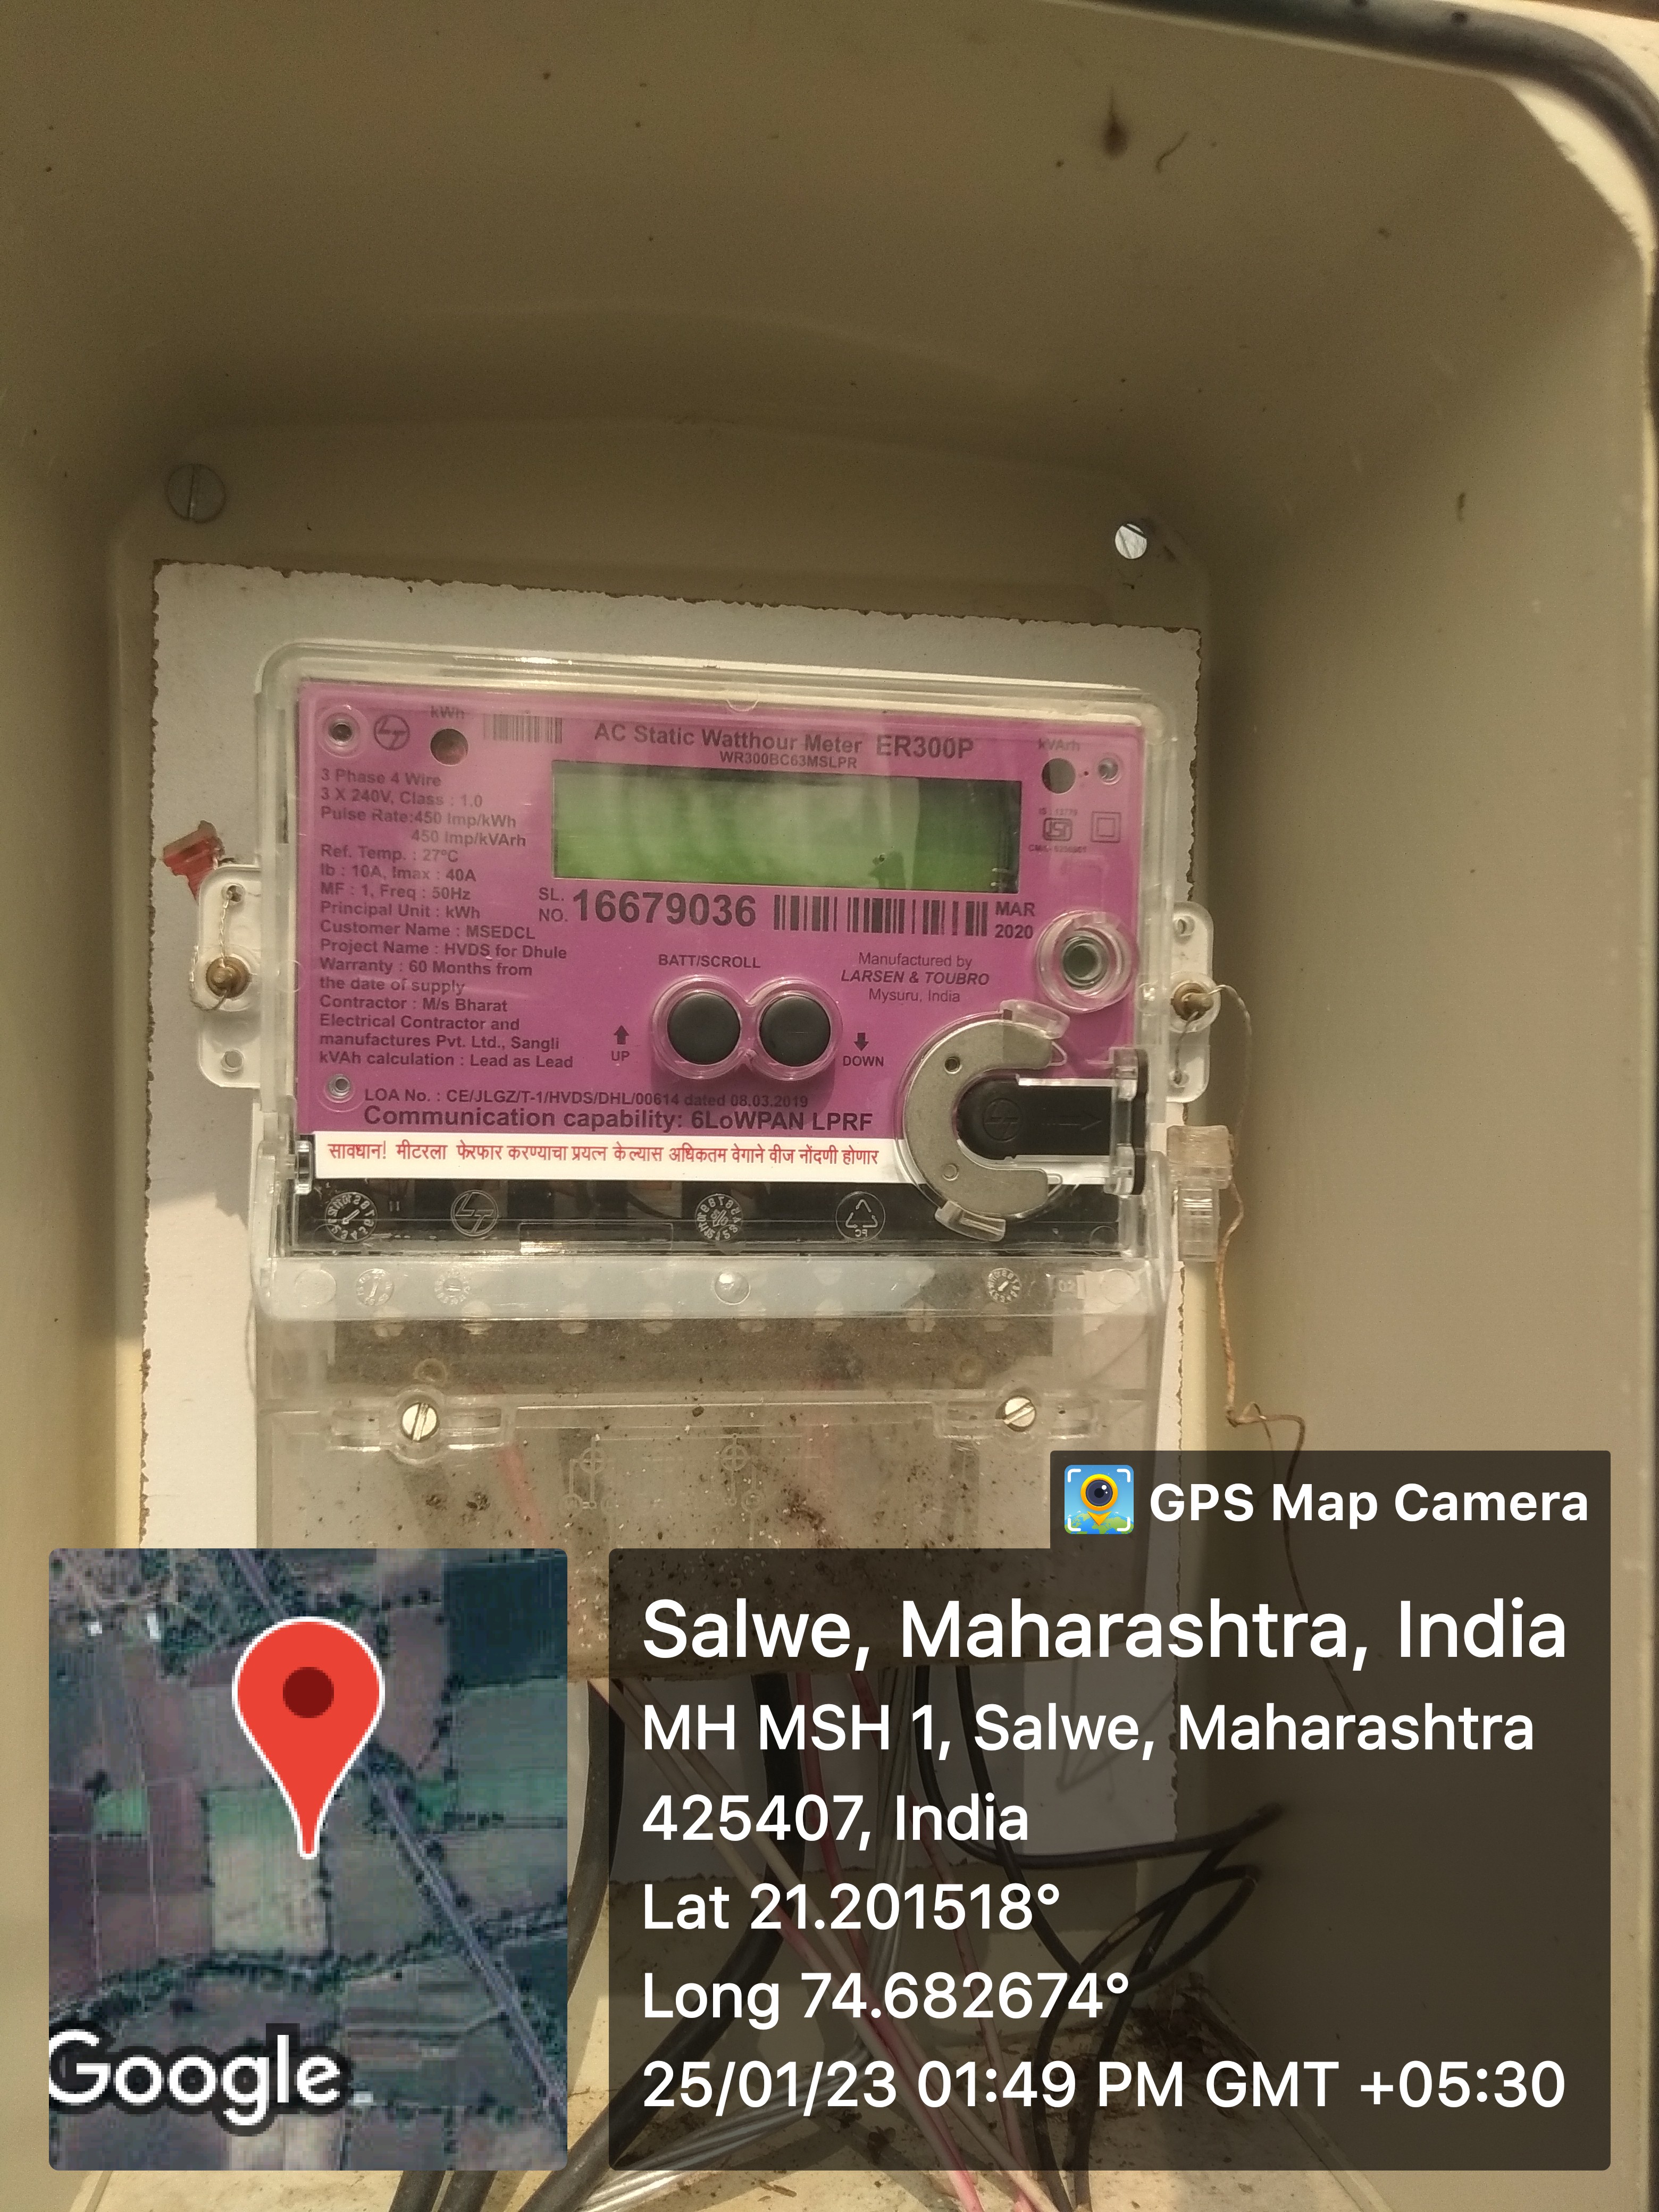 kWh
AC Static Watthour Meter ER300P
WR300BC63MSLPR
kVArh
3 Phase 4 Wire
3 X 240V, Class : 1.0
Pulse Rate:450 Imp/kWh
450 Imp/kVArh
Ref. Temp. : 27°C
Ib : 10A, Imax : 40A
MF : 1, Freq : 50Hz
Principal Unit : kWh
Customer Name : MSEDCL
Project Name : HVDS for Dhule
Warranty : 60 Months from
the date of supply
Contractor : M/s Bharat
Electrical Contractor and
manufactures Pvt. Ltd., Sangli
kVAh calculation : Lead as Lead
SL.
NO. 16679036
MAR
2020
BATT/SCROLL
UP
DOWN
Manufactured by
LARSEN & TOUBRO
Mysuru, India
LOA No. : CE/JLGZ/T-1/HVDS/DHL/00614 dated 08.03.2019
Communication capability: 6LoWPAN LPRF
सावधान! मीटरला फेरफार करण्याचा प्रयत्न केल्यास अधिकतम वेगाने वीज नोंदणी होणार
GPS Map Camera
Salwe, Maharashtra, India
MH MSH 1, Salwe, Maharashtra
425407, India
Lat 21.201518°
Long 74.682674°
25/01/23 01:49 PM GMT +05:30
Google